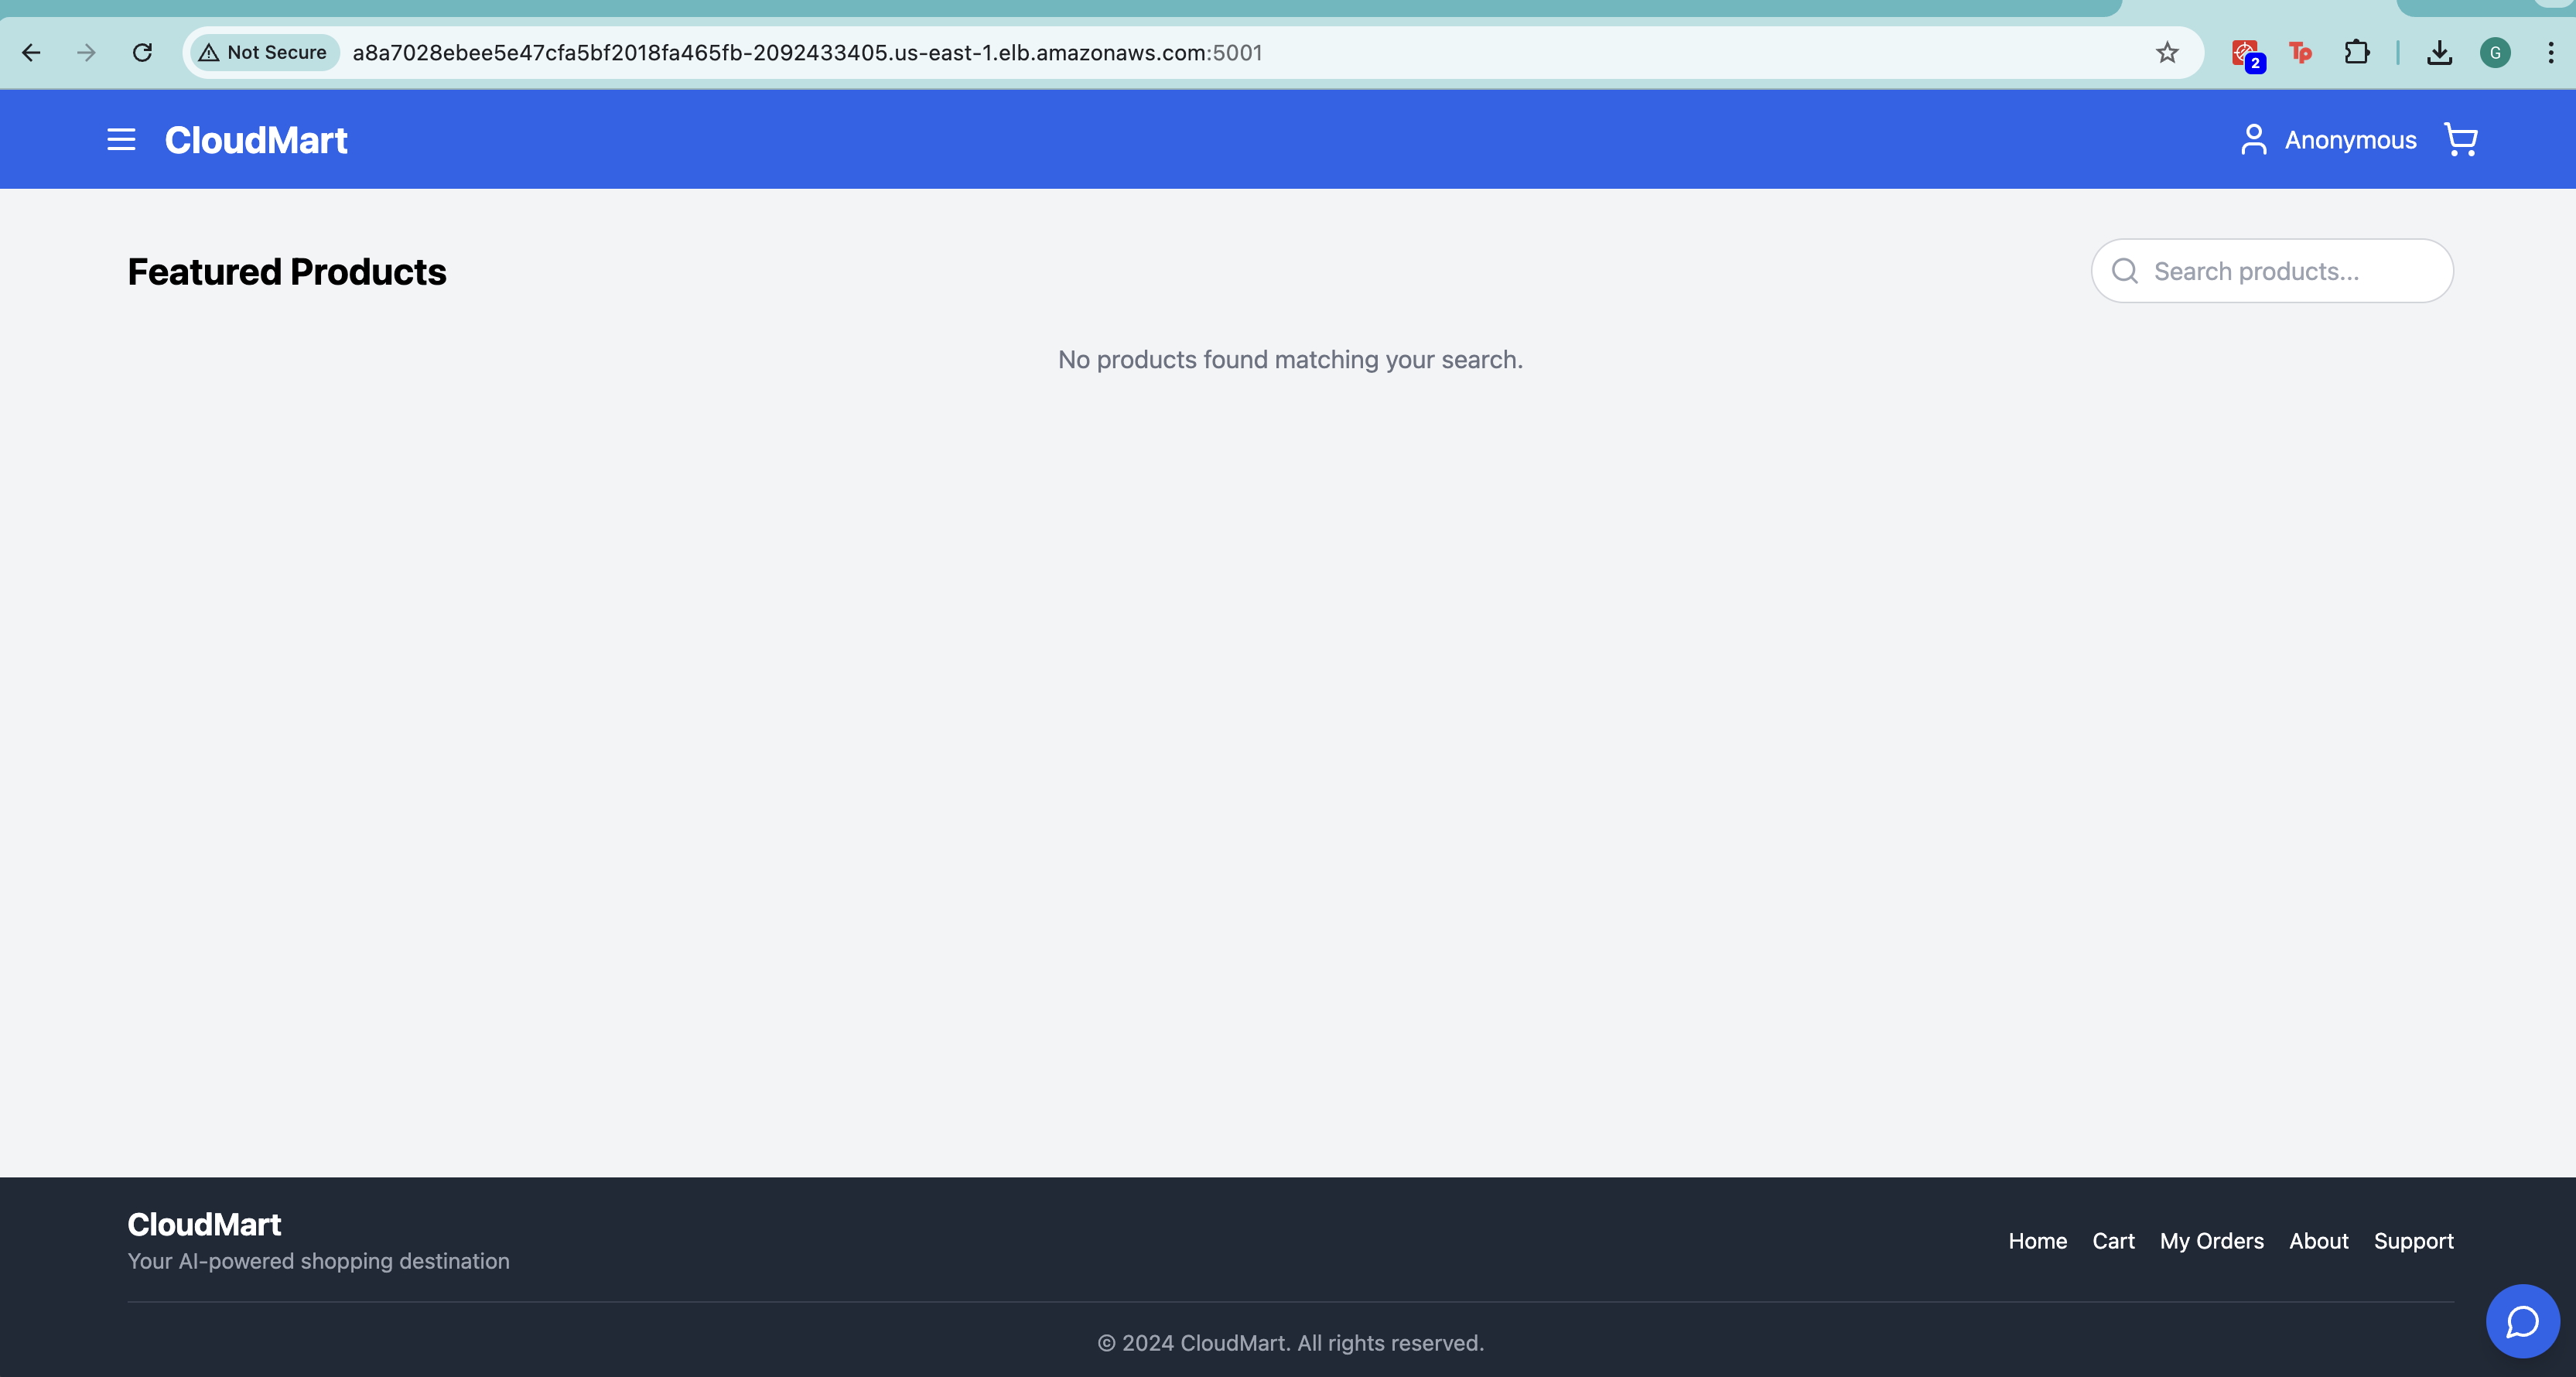 Not Secure a8a7028ebee5e47cfa5bf2018fa465fb-2092433405.us-east-1.elb.amazonaws.com:5001
2
Tp
G
CloudMart
Anonymous
Featured Products
Search products...
No products found matching your search.
CloudMart
Your AI-powered shopping destination
Home Cart My Orders About Support
© 2024 CloudMart. All rights reserved.